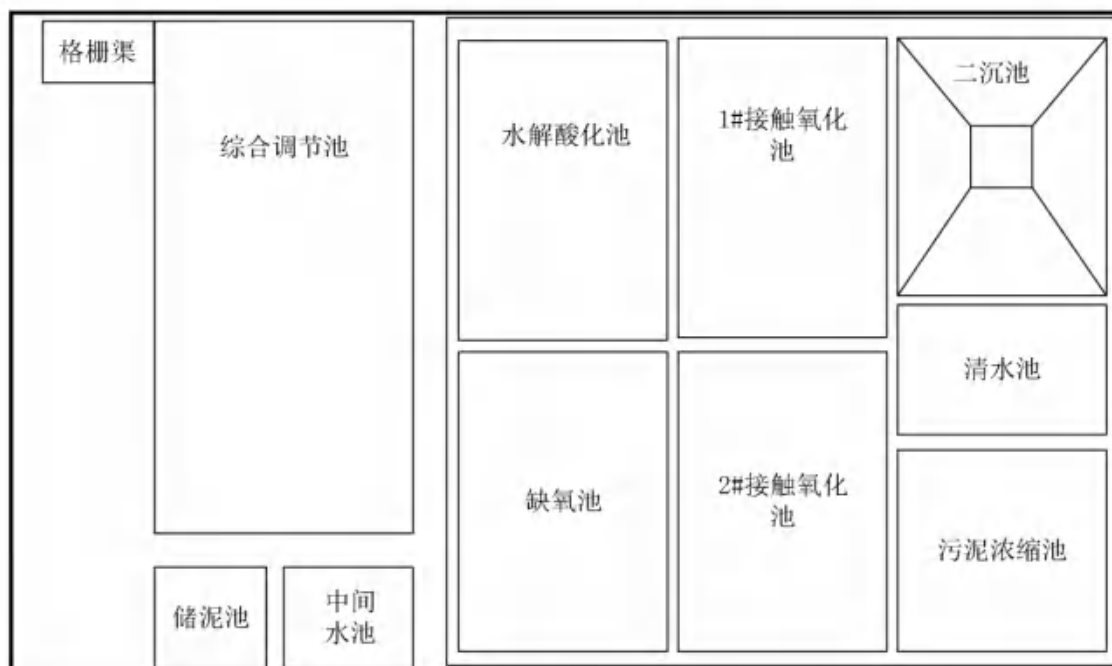 格栅渠
综合调节池
水解酸化池
1#接触氧化
池
二沉池
清水池
缺氧池
2#接触氧化
池
污泥浓缩池
储泥池
中间
水池